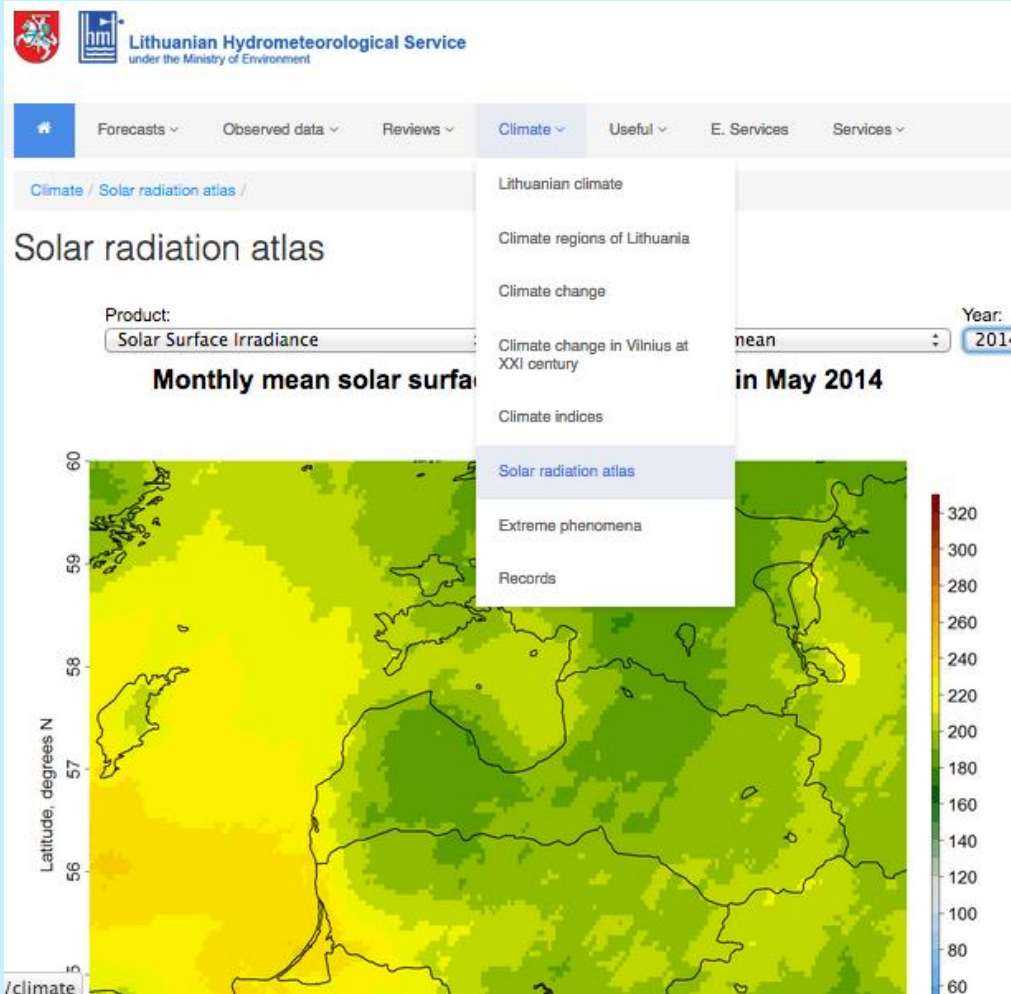 hm
Lithuanian Hydrometeorological Service
under the Ministry of Environment
Forecasts Observed data Reviews Climate Useful E. Services Services
Climate / Solar radiation atlas /
Solar radiation atlas
Lithuanian climate
Climate regions of Lithuania
Climate change
Climate change in Vilnius at
XXI century
Climate indices
Solar radiation atlas
Extreme phenomena
Records
Product:
Solar Surface Irradiance
mean
Year:
2014
Monthly mean solar surfa in May 2014
Latitude, degrees N
60
59
58
57
56
320
300
280
260
240
220
200
180
160
140
120
100
80
60
/climate